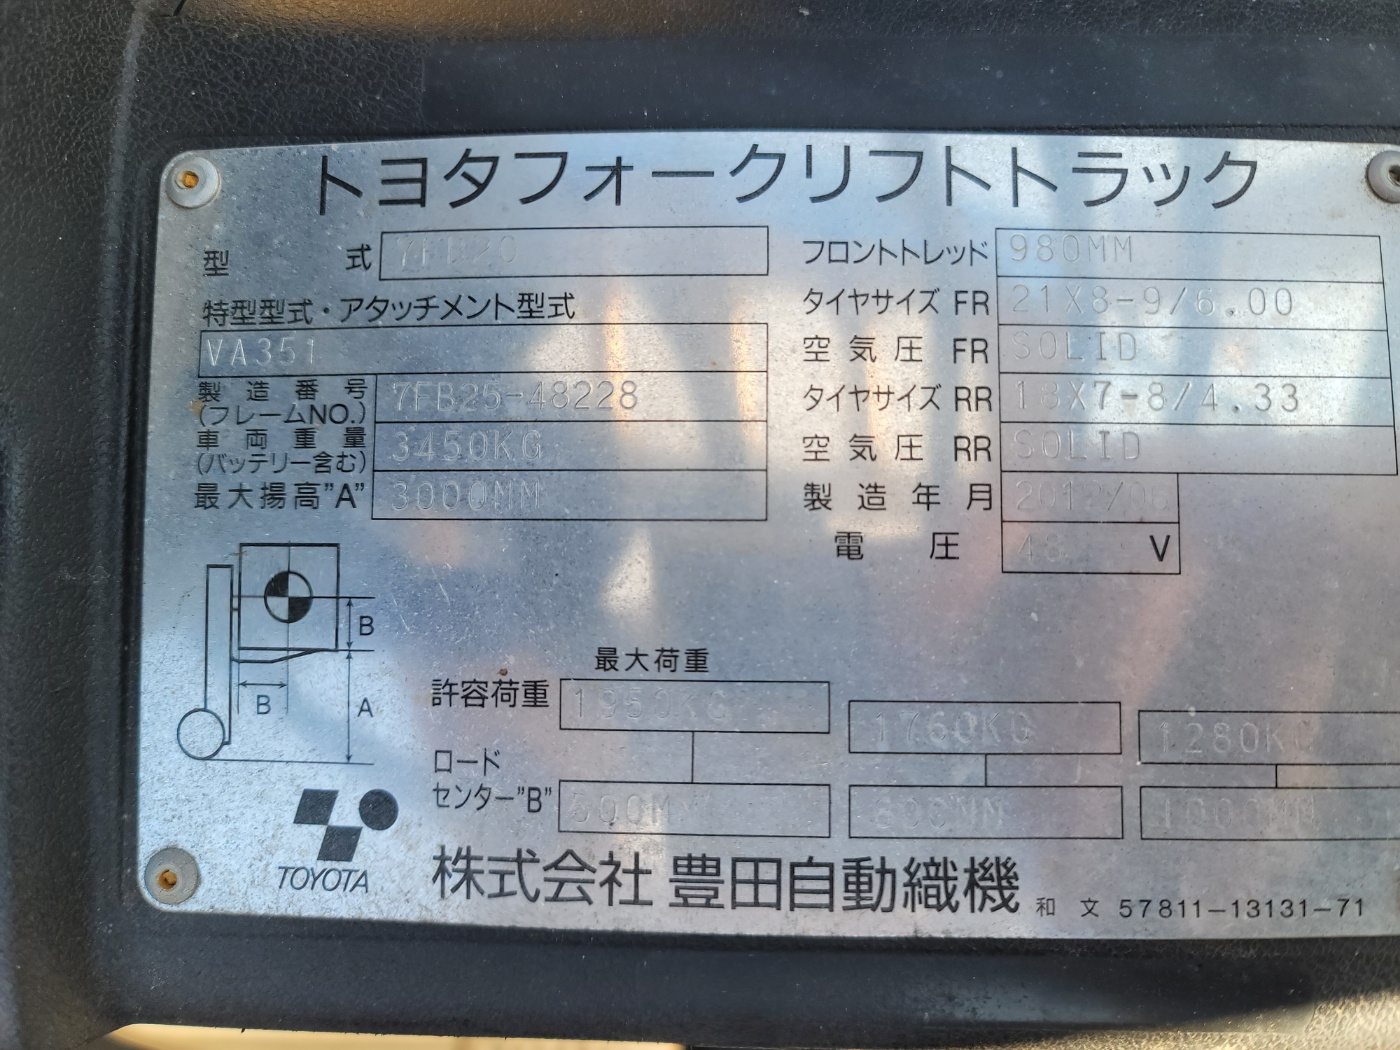 トヨタフォークリフトトラック
型 式 7FB20
特型型式・アタッチメント型式
VA351
製造番号 7FB25-48228
(フレームNO.)
車両重量 3450KG
(バッテリー含む)
最大揚高"A" 3000MM
フロントトレッド 980MM
タイヤサイズ FR 21X8-9/6.00
空気圧 FR SOLID
タイヤサイズ RR 18X7-8/4.33
空気圧 RR SOLID
製造年月
電圧 48 V
B
B
A
最大荷重
許容荷重 1950KG 1760KG 1280KG
ロード
センター"B" 1000MM
TOYOTA
株式会社 豊田自動織機
和文 57811-13131-71